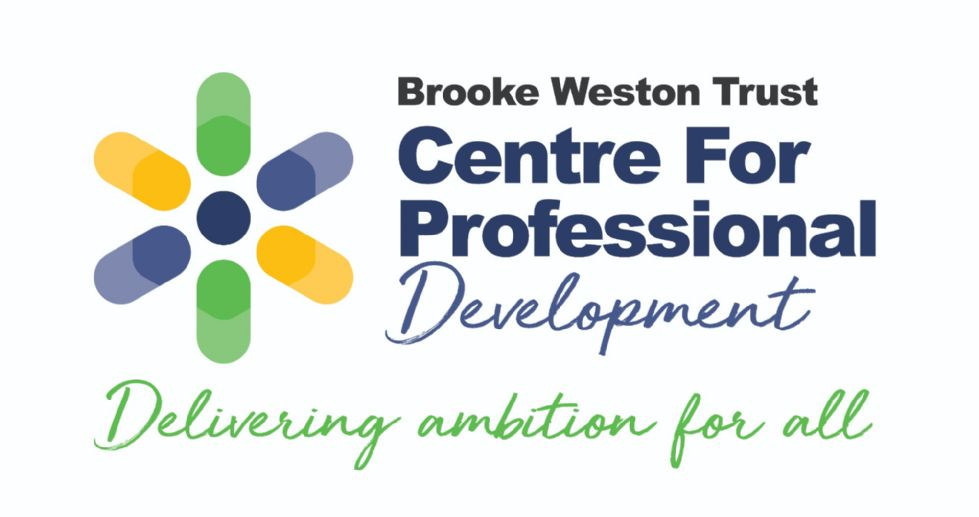 Brooke Weston Trust
Centre For
Professional
Development
Delivering ambition for all